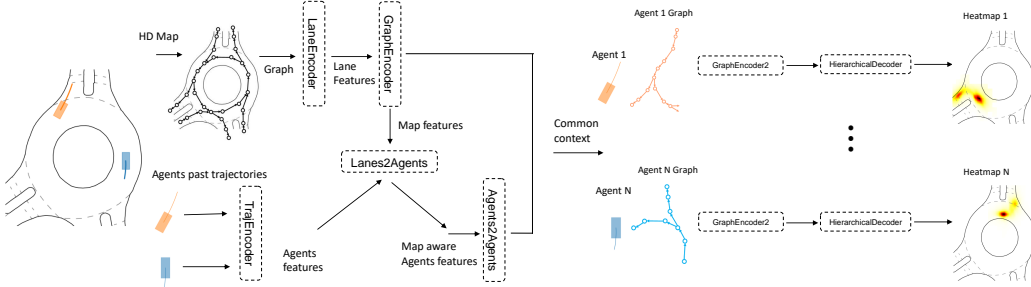 HD Map
Graph
LaneEncoder
Lane
Features
GraphEncoder
Map features
Lanes2Agents
Agents past trajectories
TrajEncoder
Agents
features
Map aware
Agents features
Agents2Agents
Common
context
Agent 1 Graph
Agent 1
GraphEncoder2
HierarchicalDecoder
Heatmap 1
Agent N Graph
Agent N
GraphEncoder2
HierarchicalDecoder
Heatmap N